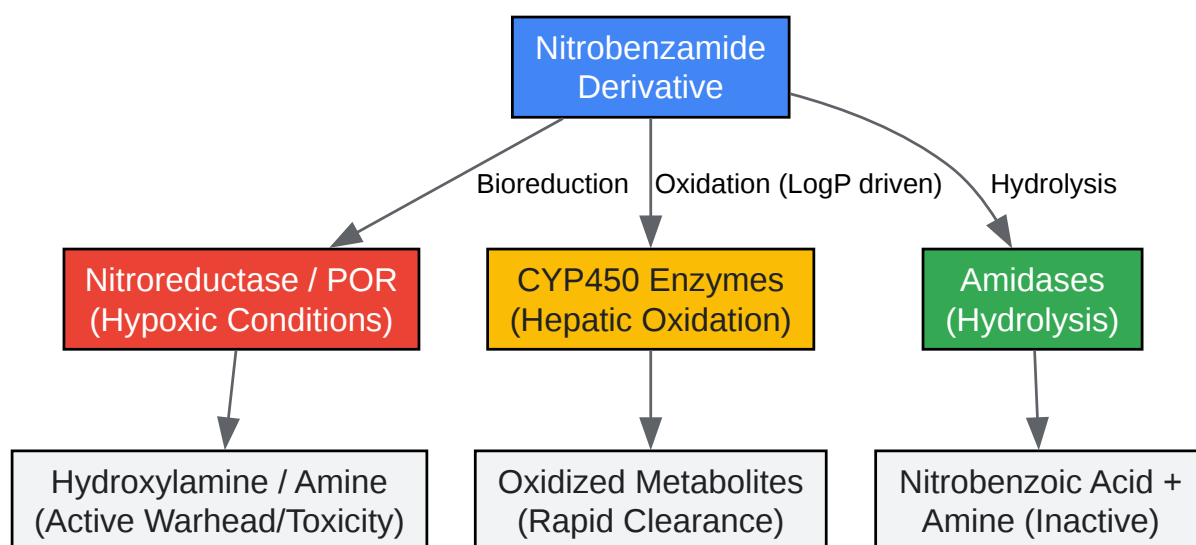 Nitrobenzamide
Derivative
Bioreduction
Oxidation (LogP driven)
Hydrolysis
Nitroreductase / POR
(Hypoxic Conditions)
CYP450 Enzymes
(Hepatic Oxidation)
Amidases
(Hydrolysis)
Hydroxylamine / Amine
(Active Warhead/Toxicity)
Oxidized Metabolites
(Rapid Clearance)
Nitrobenzoic Acid +
Amine (Inactive)